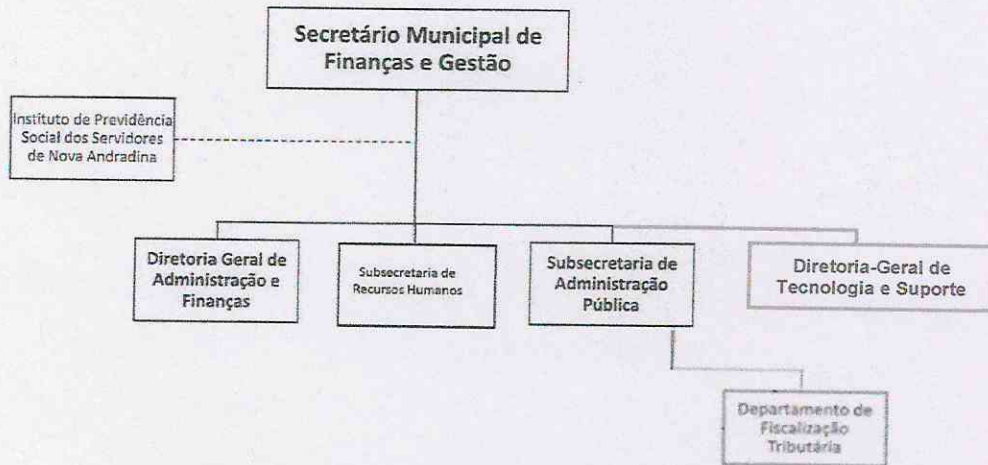 Secretário Municipal de
Finanças e Gestão
Instituto de Previdência
Social dos Servidores
de Nova Andradina
Diretoria Geral de
Administração e
Finanças
Subsecretaria de
Recursos Humanos
Subsecretaria de
Administração
Pública
Diretoria-Geral de
Tecnologia e Suporte
Departamento de
Fiscalização
Tributária